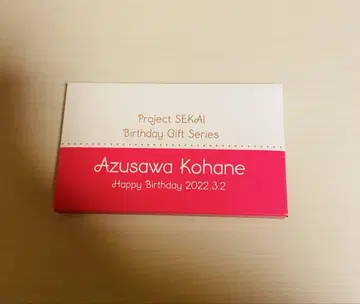 Project SEKAI
Birthday Gift Series
Azusawa Kohane
Happy Birthday 2022.3.2